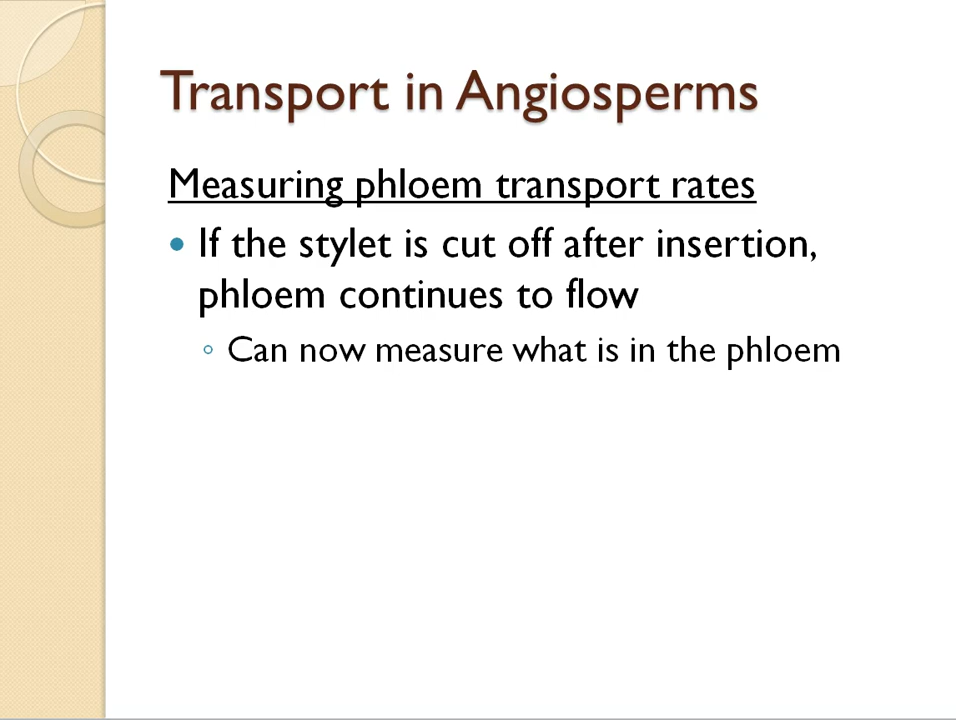 Transport in Angiosperms
Measuring phloem transport rates
• If the stylet is cut off after insertion,
phloem continues to flow
◦ Can now measure what is in the phloem